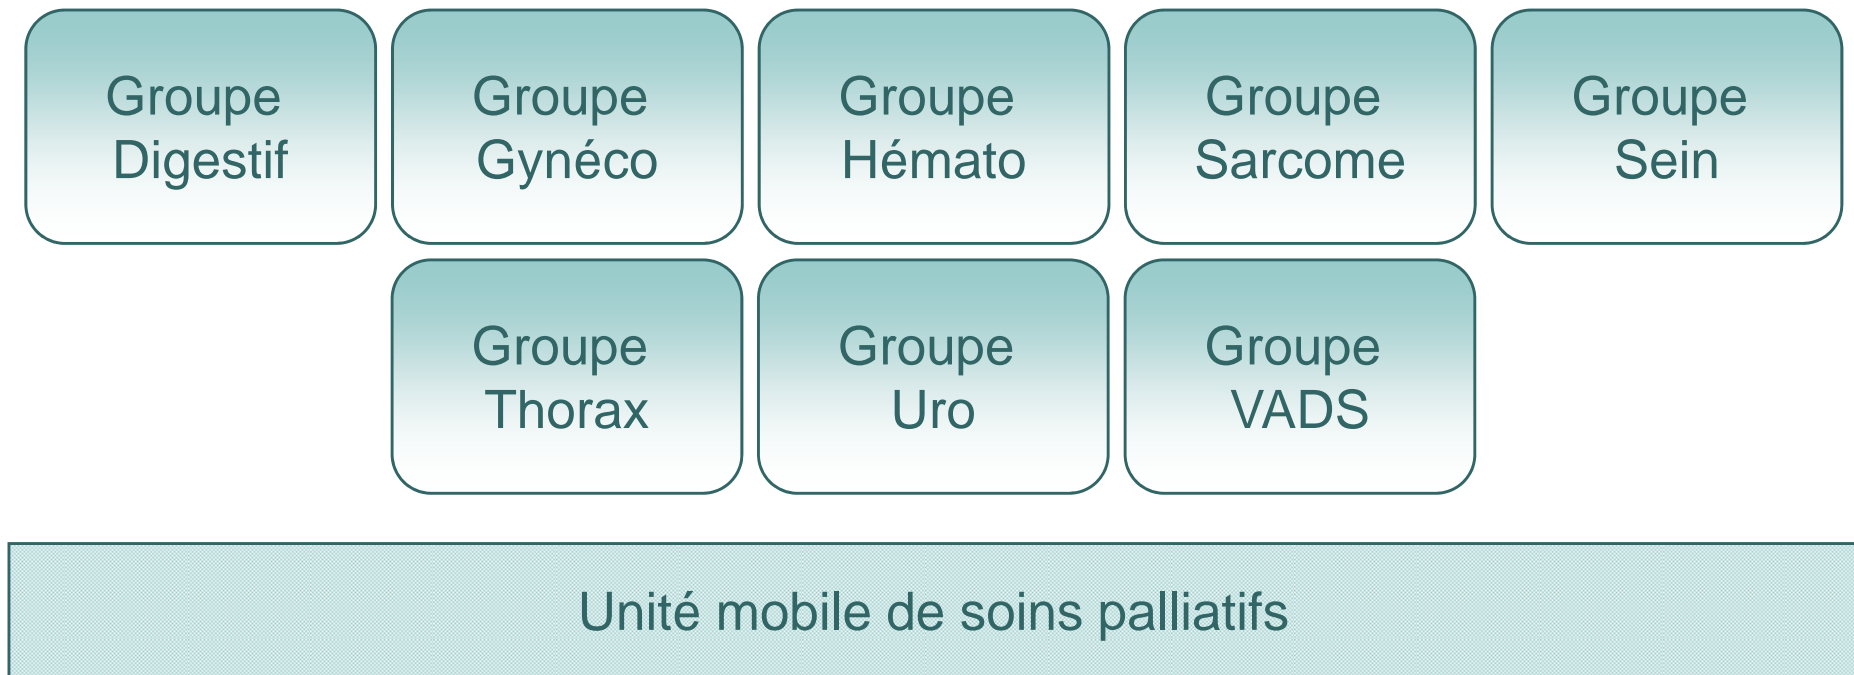 Groupe
Digestif
Groupe
Gynéco
Groupe
Hémato
Groupe
Sarcome
Groupe
Sein
Groupe
Thorax
Groupe
Uro
Groupe
VADS
Unité mobile de soins palliatifs